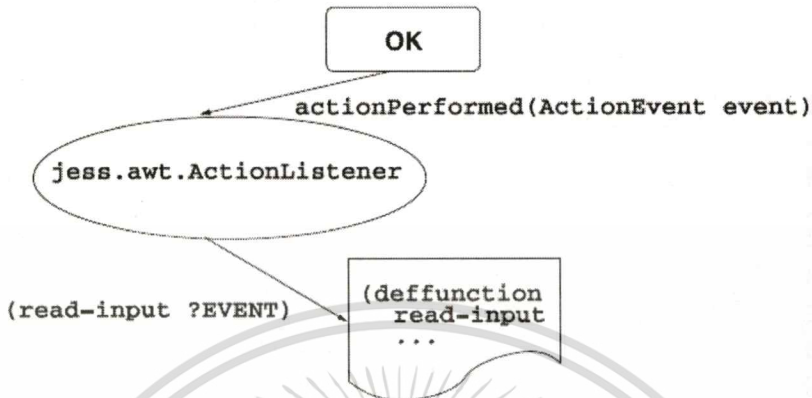 OK
actionPerformed(ActionEvent event)
jess.awt.ActionListener
(read-input ?EVENT)
(deffunction
read-input
...